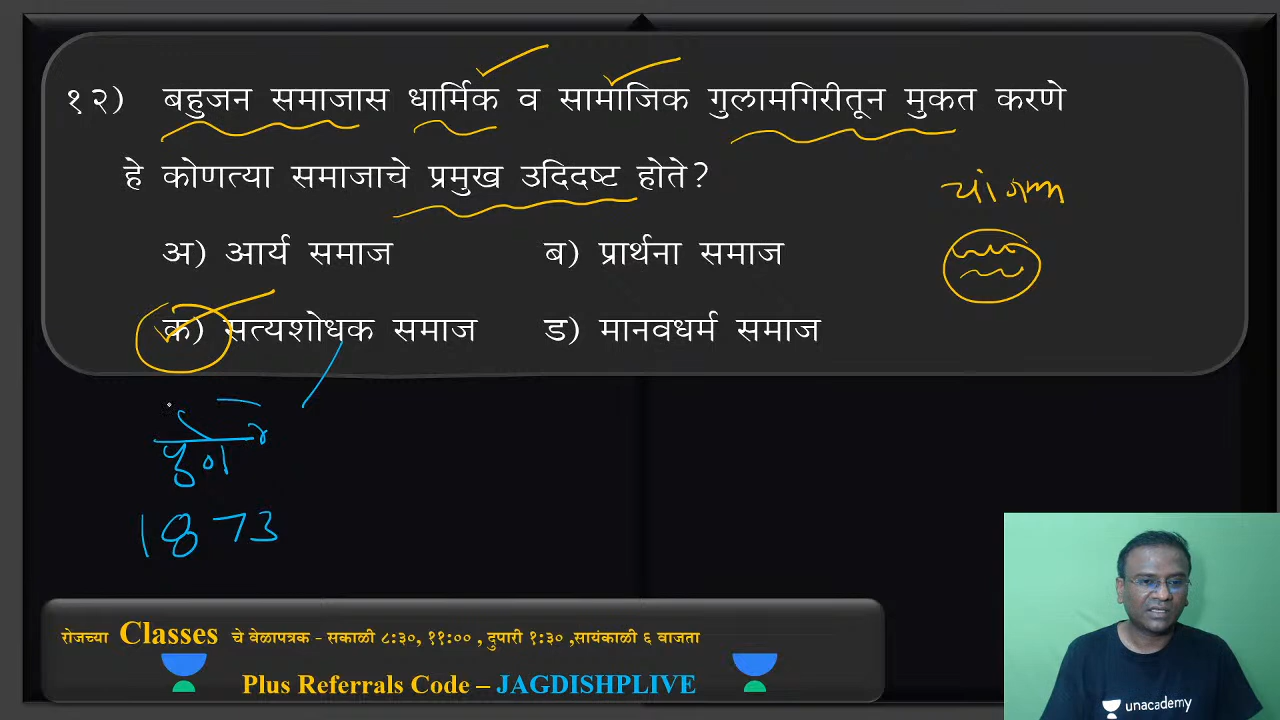 १२) बहुजन समाजास धार्मिक व सामाजिक गुलामगिरीतून मुकत करणे
हे कोणत्या समाजाचे प्रमुख उदिदष्ट होते?
अ) आर्य समाज ब) प्रार्थना समाज
क) सत्यशोधक समाज ड) मानवधर्म समाज
पुणे
1873
रोजच्या Classes चे वेळापत्रक - सकाळी ८:३०, ११:०० , दुपारी १:३० ,सायंकाळी ६ वाजता
Plus Referrals Code – JAGDISHPLIVE
unacademy